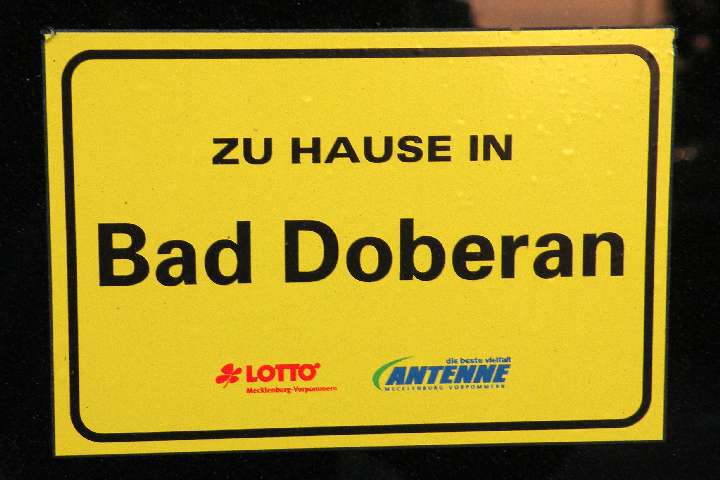 ZU HAUSE IN
Bad Doberan
LOTTO
Mecklenburg-Vorpommern
die beste vielfalt
ANTENNE
MECKLENBURG VORPOMMERN